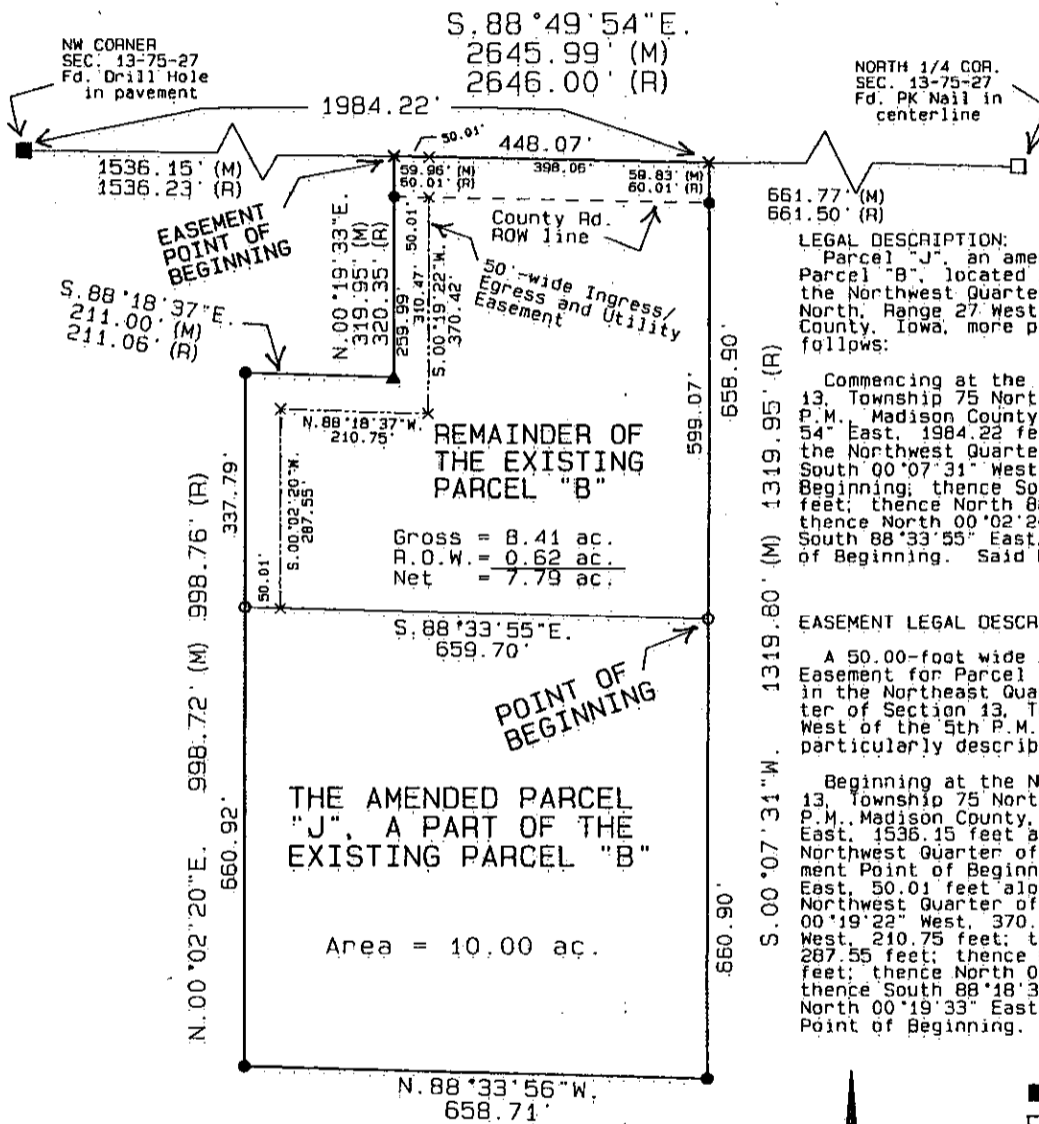 S.88°49'54"E.
2645.99' (M)
2646.00' (R)
NW CORNER
SEC. 13-75-27
Fd. Drill Hole
in pavement
NORTH 1/4 COR.
SEC. 13-75-27
Fd. PK Nail in
centerline
1984.22'
50.01'
448.07'
398.06'
1536.15' (M)
1536.23' (R)
59.96 (M)
60.01' (R)
59.83' (M)
60.01' (R)
661.77' (M)
661.50' (R)
EASEMENT
POINT OF
BEGINNING
County Rd.
ROW line
50'-wide Ingress/
Egress and Utility
Easement
N.00°19'33"E.
319.95' (M)
320.35' (R)
259.99'
50.01'
310.47'
S.00°19'22"W.
370.42'
S.88°18'37"E.
211.00' (M)
211.06' (R)
N.88°18'37"W.
210.75'
REMAINDER OF
THE EXISTING
PARCEL "B"
Gross = 8.41 ac.
R.O.W.= 0.62 ac.
Net = 7.79 ac.
337.79'
S.00°02'20"W.
287.55'
50.01'
599.07'
658.90'
S.88°33'55"E.
659.70'
POINT OF
BEGINNING
THE AMENDED PARCEL
"J", A PART OF THE
EXISTING PARCEL "B"
Area = 10.00 ac.
N.00°02'20"E. 998.72' (M) 998.76' (R)
660.92'
660.90'
S.00°07'31"W. 1319.80' (M) 1319.95' (R)
N.88°33'56"W.
658.71'
LEGAL DESCRIPTION:
Parcel "J", an ame
Parcel "B", located
the Northwest Quarte
North, Range 27 West
County, Iowa, more p
follows:
Commencing at the
13, Township 75 Nort
P.M., Madison County
54" East, 1984.22 fe
the Northwest Quarte
South 00°07'31" West
Beginning; thence So
feet; thence North 8
thence North 00°02'2
South 88°33'55" East,
of Beginning. Said
EASEMENT LEGAL DESCR
A 50.00-foot wide
Easement for Parcel
in the Northeast Qua
ter of Section 13, T
West of the 5th P.M.
particularly describ
Beginning at the N
13, Township 75 Nort
P.M., Madison County,
East, 1536.15 feet a
Northwest Quarter of
ment Point of Beginn
East, 50.01 feet alo
Northwest Quarter of
00°19'22" West, 370.
West, 210.75 feet; t
287.55 feet; thence
feet; thence North 0
thence South 88°18'3
North 00°19'33" East
Point of Beginning.